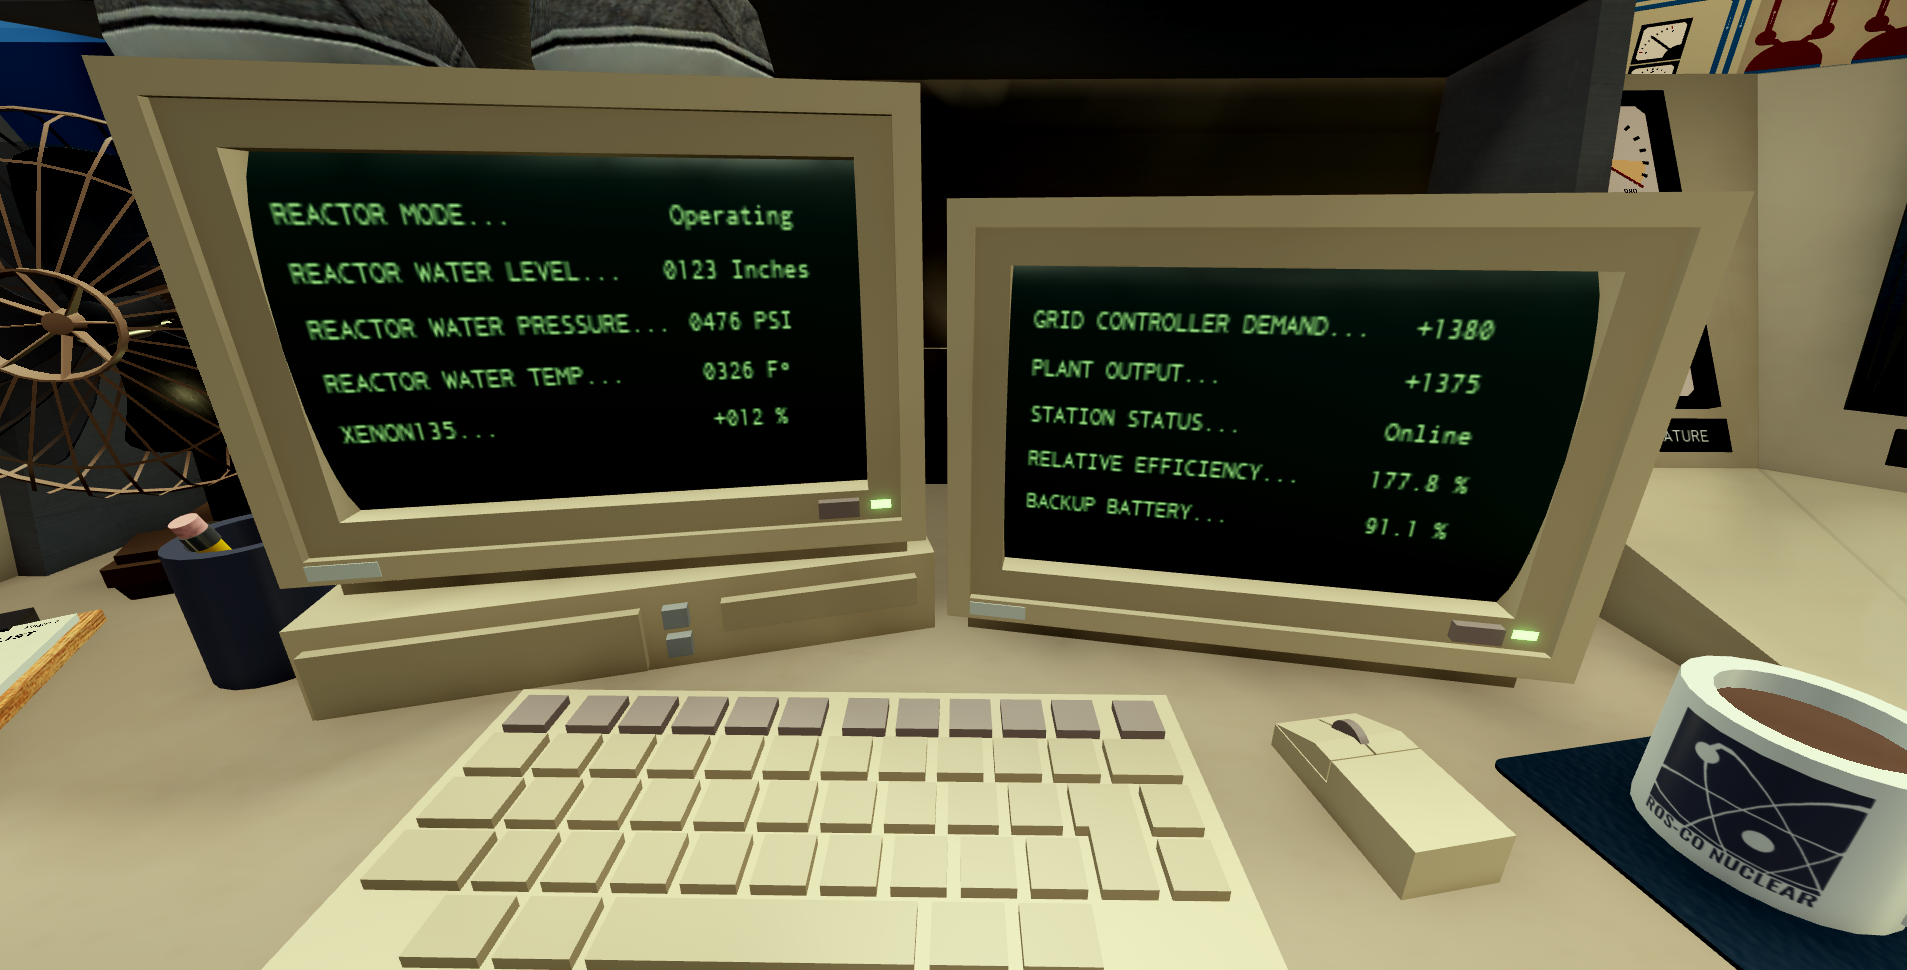 REACTOR MODE... Operating
REACTOR WATER LEVEL... 0123 Inches
REACTOR WATER PRESSURE... 0476 PSI
REACTOR WATER TEMP... 0326 F°
XENON135... +012 %
GRID CONTROLLER DEMAND... +1380
PLANT OUTPUT... +1375
STATION STATUS... Online
RELATIVE EFFICIENCY... 177.8 %
BACKUP BATTERY... 91.1 %
ATURE
ROS-CO NUCLEAR